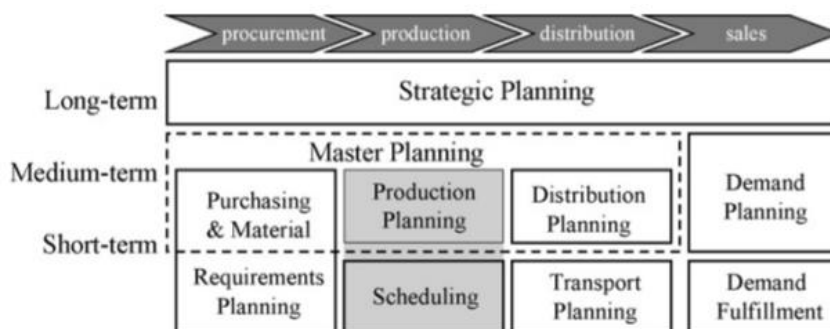 procurement production distribution sales
Long-term
Strategic Planning
Master Planning
Medium-term
Short-term
Purchasing
& Material
Requirements
Planning
Production
Planning
Scheduling
Distribution
Planning
Transport
Planning
Demand
Planning
Demand
Fulfillment